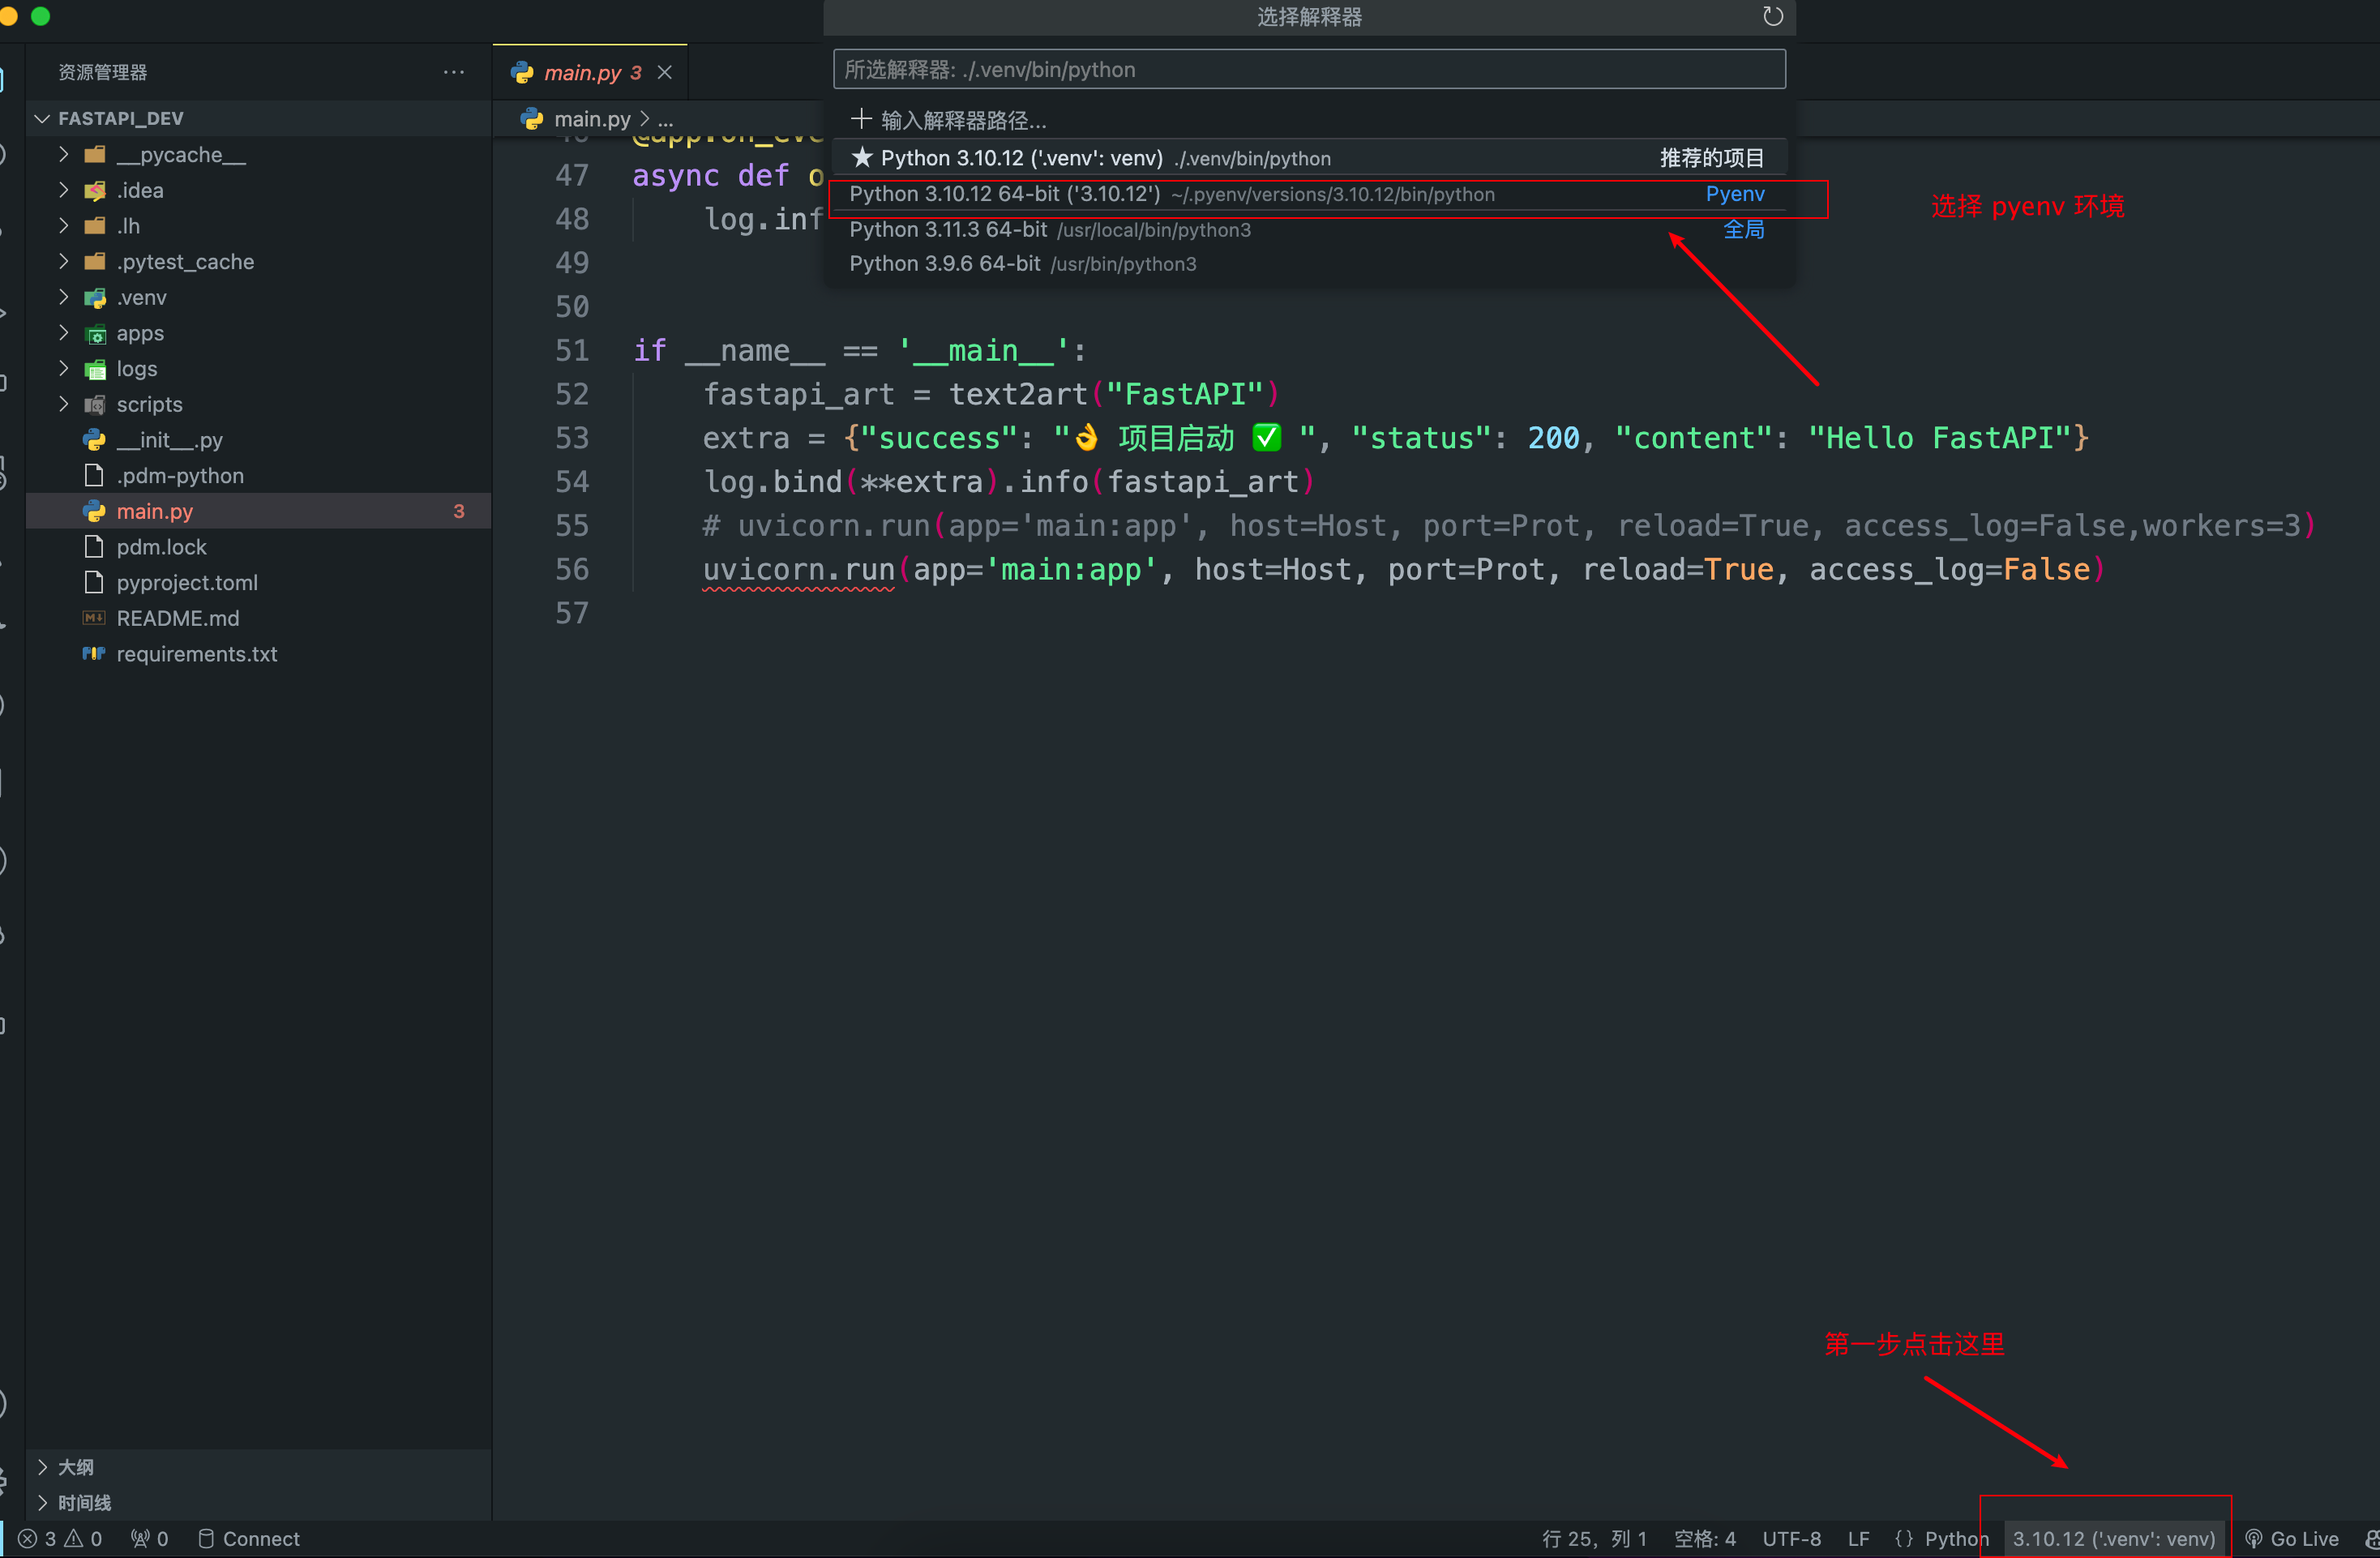 选择解释器
资源管理器
main.py 3
所选解释器: ./.venv/bin/python
FASTAPI_DEV
main.py > ...
输入解释器路径...
Python 3.10.12 ('.venv': venv) ./.venv/bin/python 推荐的项目
Python 3.10.12 64-bit ('3.10.12') ~/.pyenv/versions/3.10.12/bin/python Pyenv
Python 3.11.3 64-bit /usr/local/bin/python3 全局
Python 3.9.6 64-bit /usr/bin/python3
选择 pyenv 环境
__pycache__
.idea
.lh
.pytest_cache
.venv
apps
logs
scripts
__init__.py
.pdm-python
main.py 3
pdm.lock
pyproject.toml
README.md
requirements.txt
47 async def
48 log.inf
49
50
51 if __name__ == '__main__':
52 fastapi_art = text2art("FastAPI")
53 extra = {"success": "👌 项目启动 ✅ ", "status": 200, "content": "Hello FastAPI"}
54 log.bind(**extra).info(fastapi_art)
55 # uvicorn.run(app='main:app', host=Host, port=Prot, reload=True, access_log=False,workers=3)
56 uvicorn.run(app='main:app', host=Host, port=Prot, reload=True, access_log=False)
57
第一步点击这里
大纲
时间线
3 0 0 Connect 行 25，列 1 空格: 4 UTF-8 LF {} Python 3.10.12 ('.venv': venv) Go Live